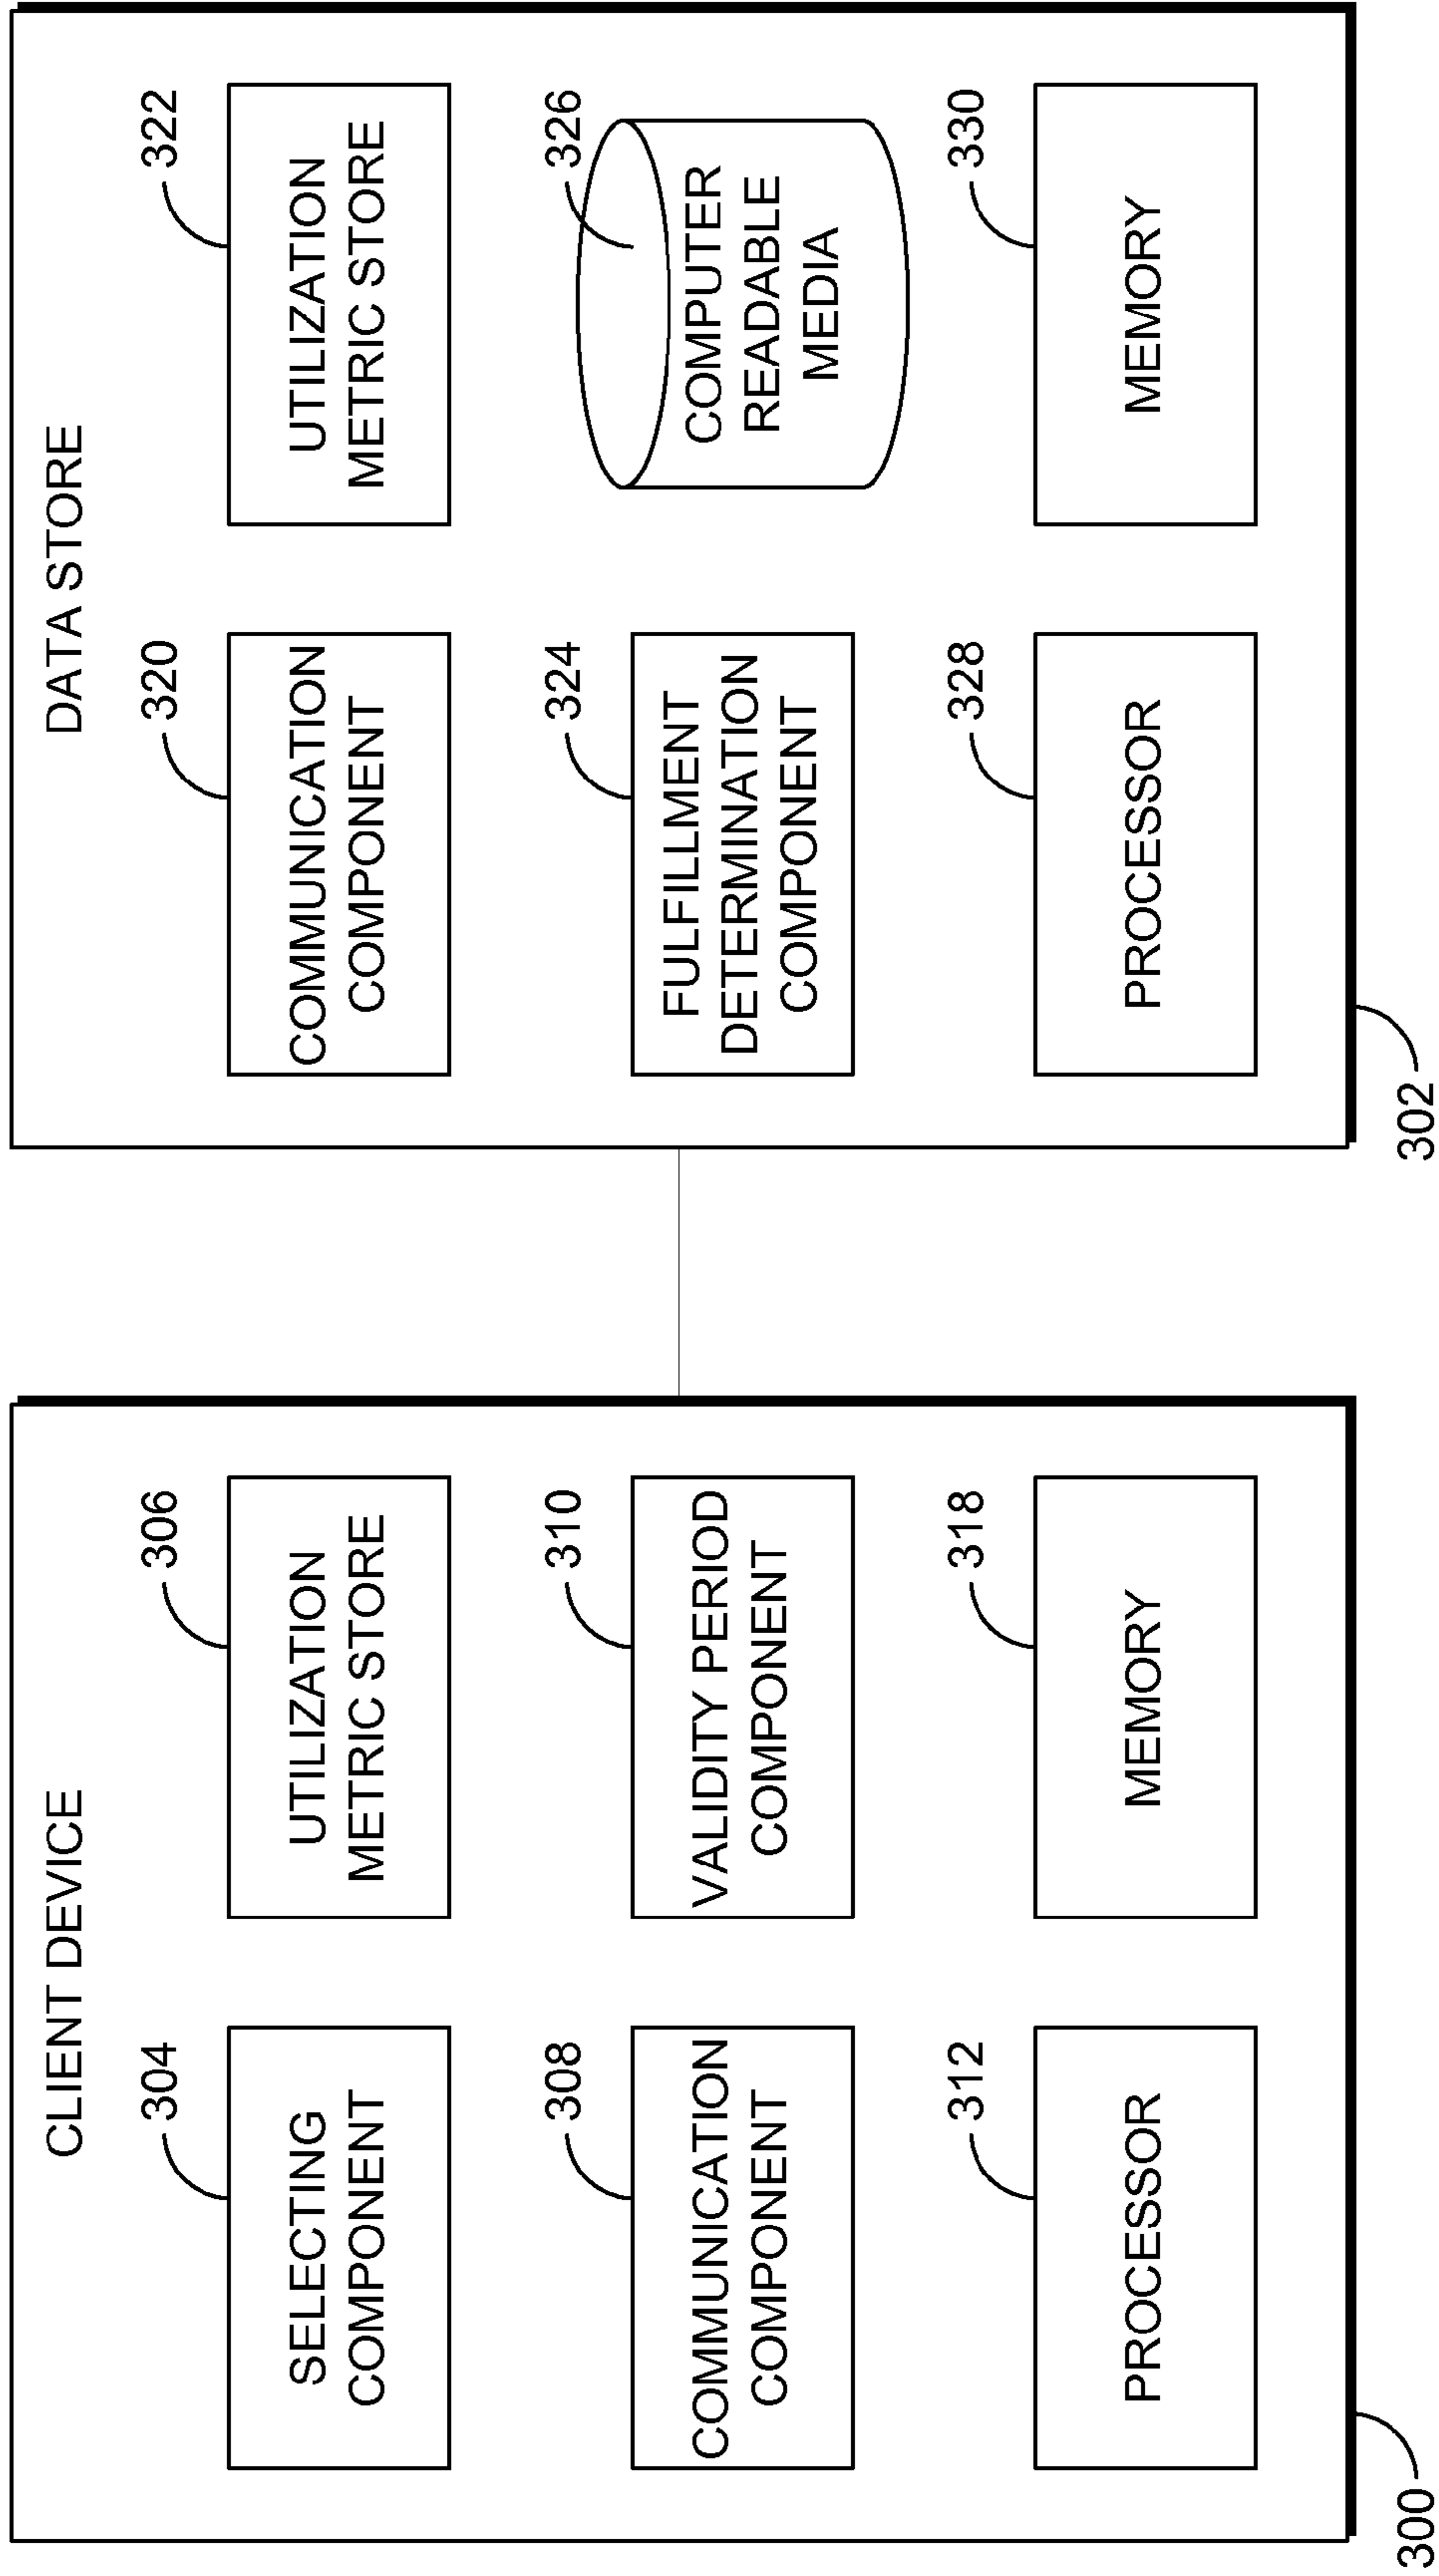 CLIENT DEVICE
304
SELECTING
COMPONENT
306
UTILIZATION
METRIC STORE
308
COMMUNICATION
COMPONENT
310
VALIDITY PERIOD
COMPONENT
312
PROCESSOR
318
MEMORY
300
DATA STORE
320
COMMUNICATION
COMPONENT
322
UTILIZATION
METRIC STORE
324
FULFILLMENT
DETERMINATION
COMPONENT
326
COMPUTER
READABLE
MEDIA
328
PROCESSOR
330
MEMORY
302